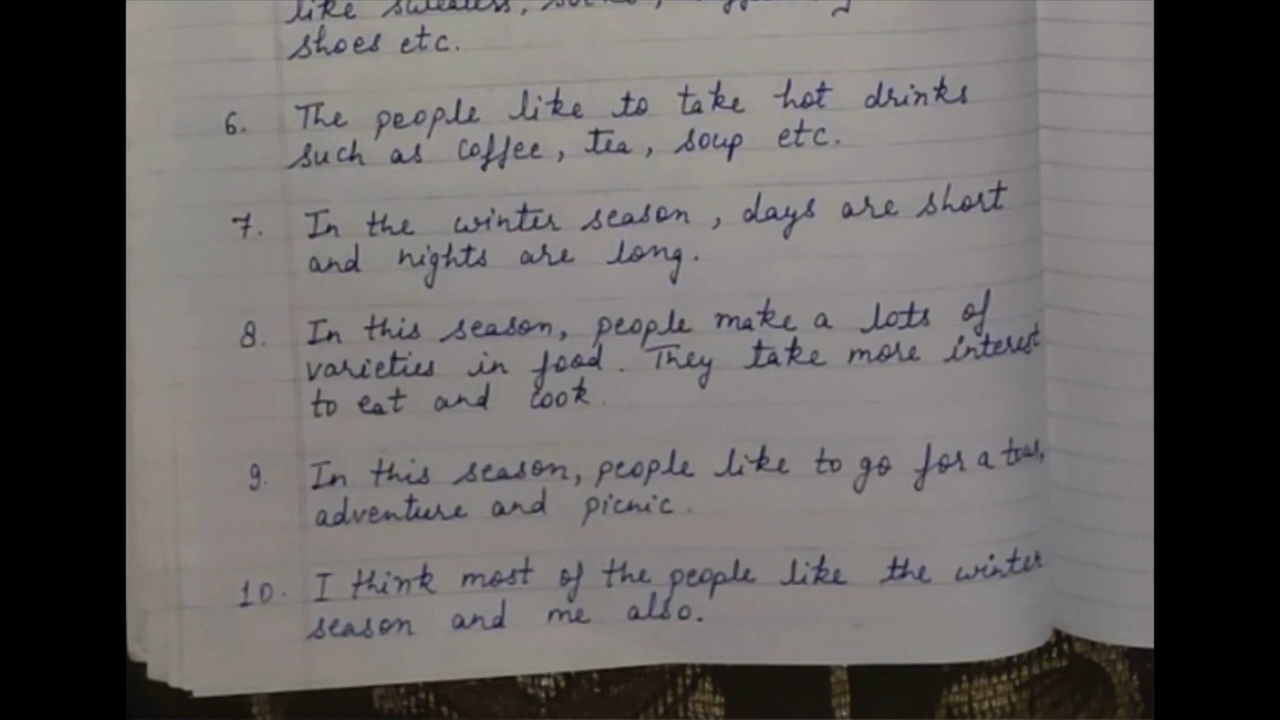 like sweaters, socks,
shoes etc.
6. The people like to take hot drinks
such as coffee, tea, soup etc.
7. In the winter season, days are short
and nights are long.
8. In this season, people make a lots of
varieties in food. They take more interest
to eat and cook.
9. In this season, people like to go for a tour,
adventure and picnic.
10. I think most of the people like the winter
season and me also.